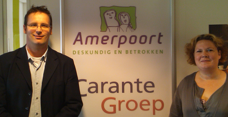 Amerpoort
DESKUNDIG EN BETROKKEN
Carante
Groep